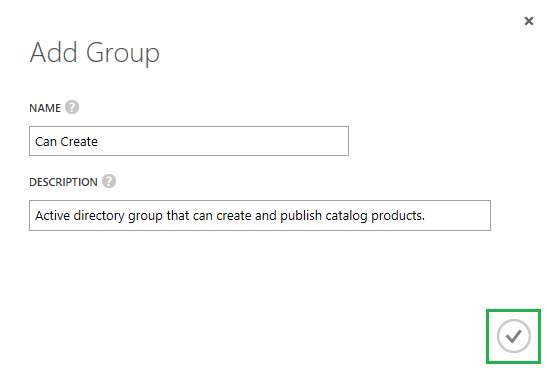 Add Group
NAME ?
Can Create
DESCRIPTION ?
Active directory group that can create and publish catalog products.